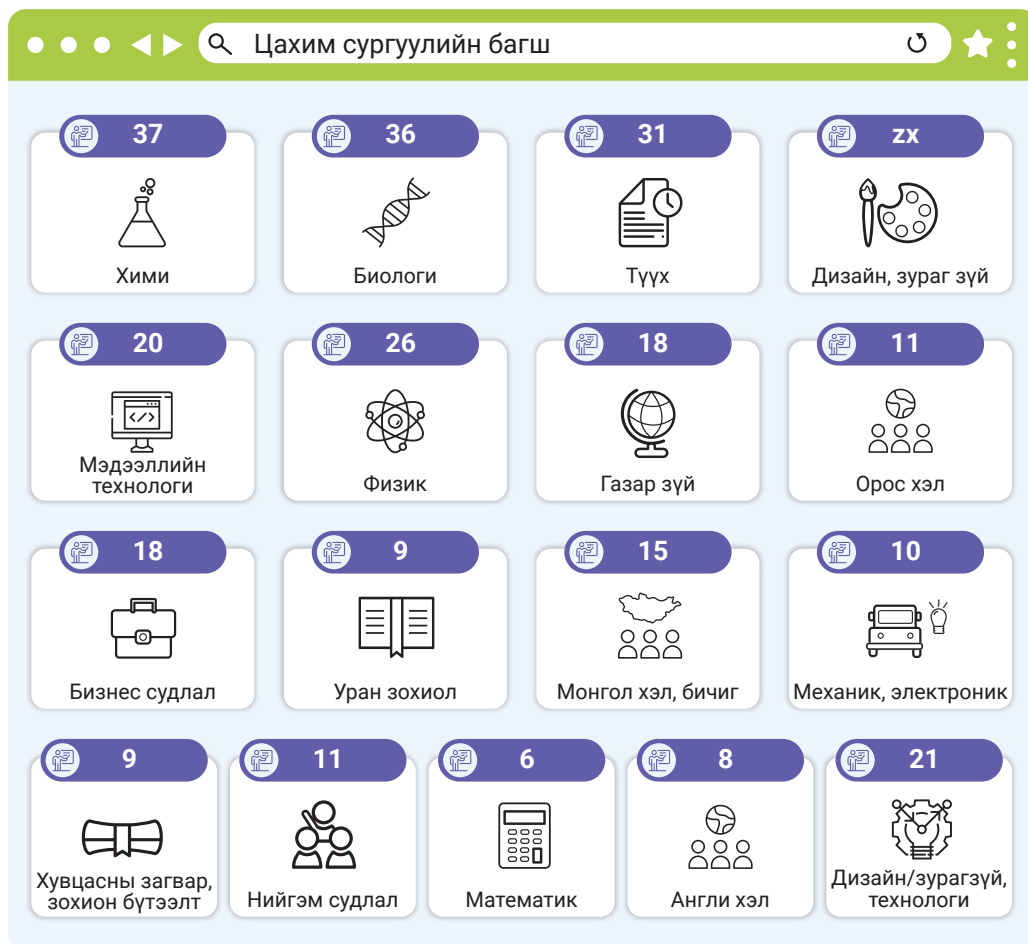 Цахим сургуулийн багш
37
Хими
36
Биологи
31
Түүх
zx
Дизайн, зураг зүй
20
Мэдээллийн
технологи
26
Физик
18
Газар зүй
11
Орос хэл
18
Бизнес судлал
9
Уран зохиол
15
Монгол хэл, бичиг
10
Механик, электроник
9
Хувцасны загвар,
зохион бүтээлт
11
Нийгэм судлал
6
Математик
8
Англи хэл
21
Дизайн/зурагзүй,
технологи